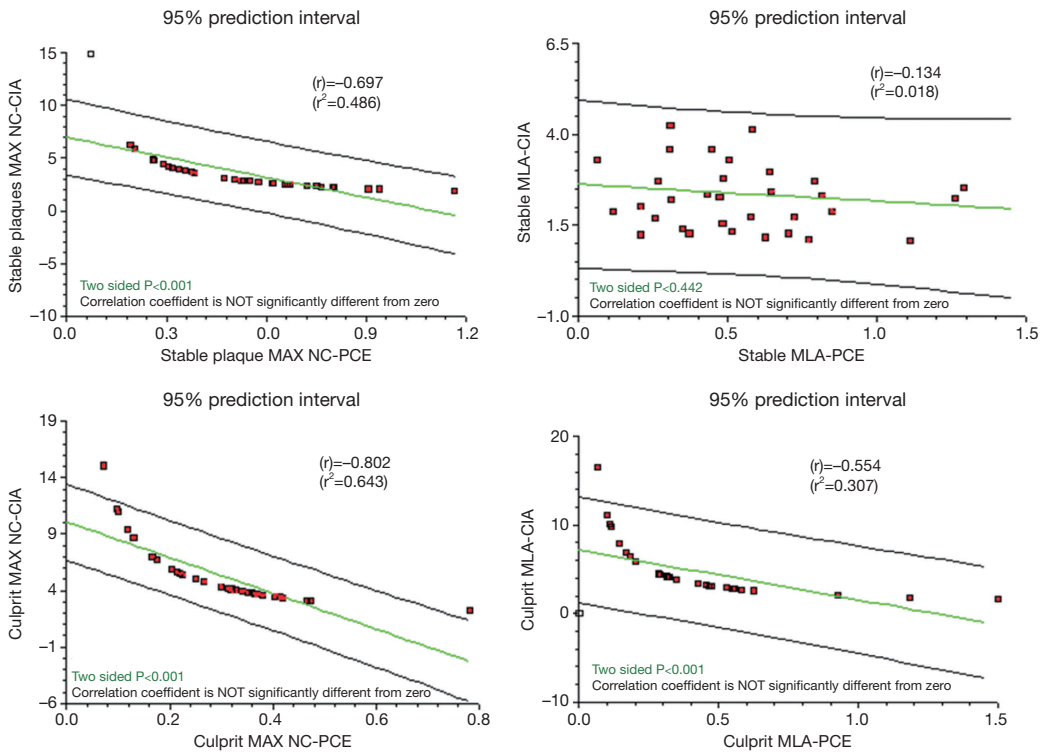 95% prediction interval
15
10
5
0
−5
−10
0.0
0.3
0.6
0.9
1.2
Stable plaques MAX NC-CIA
Stable plaque MAX NC-PCE
(r)=−0.697
(r²=0.486)
Two sided P<0.001
Correlation coeffident is NOT significantly different from zero
95% prediction interval
6.5
4.0
1.5
−1.0
0
0.5
1.0
1.5
Stable MLA-CIA
Stable MLA-PCE
(r)=−0.134
(r²=0.018)
Two sided P<0.442
Correlation coeffident is NOT significantly different from zero
95% prediction interval
19
14
9
4
−1
−6
0.0
0.2
0.4
0.6
0.8
Culprit MAX NC-CIA
Culprit MAX NC-PCE
(r)=−0.802
(r²=0.643)
Two sided P<0.001
Correlation coeffident is NOT significantly different from zero
95% prediction interval
20
10
0
−10
0.0
0.5
1.0
1.5
Culprit MLA-CIA
Culprit MLA-PCE
(r)=−0.554
(r²=0.307)
Two sided P<0.001
Correlation coeffident is NOT significantly different from zero